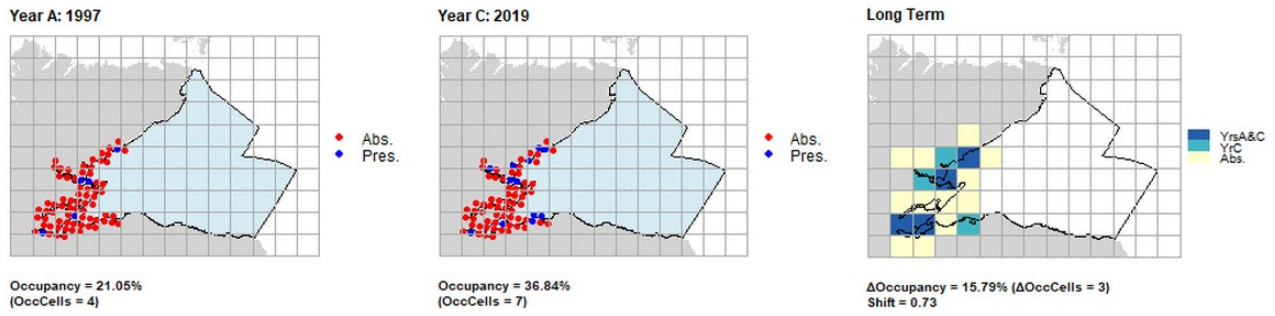 Year A: 1997
Abs.
Pres.
Occupancy = 21.05%
(OccCells = 4)
Year C: 2019
Abs.
Pres.
Occupancy = 36.84%
(OccCells = 7)
Long Term
YrsA&C
YrC
Abs.
ΔOccupancy = 15.79% (ΔOccCells = 3)
Shift = 0.73